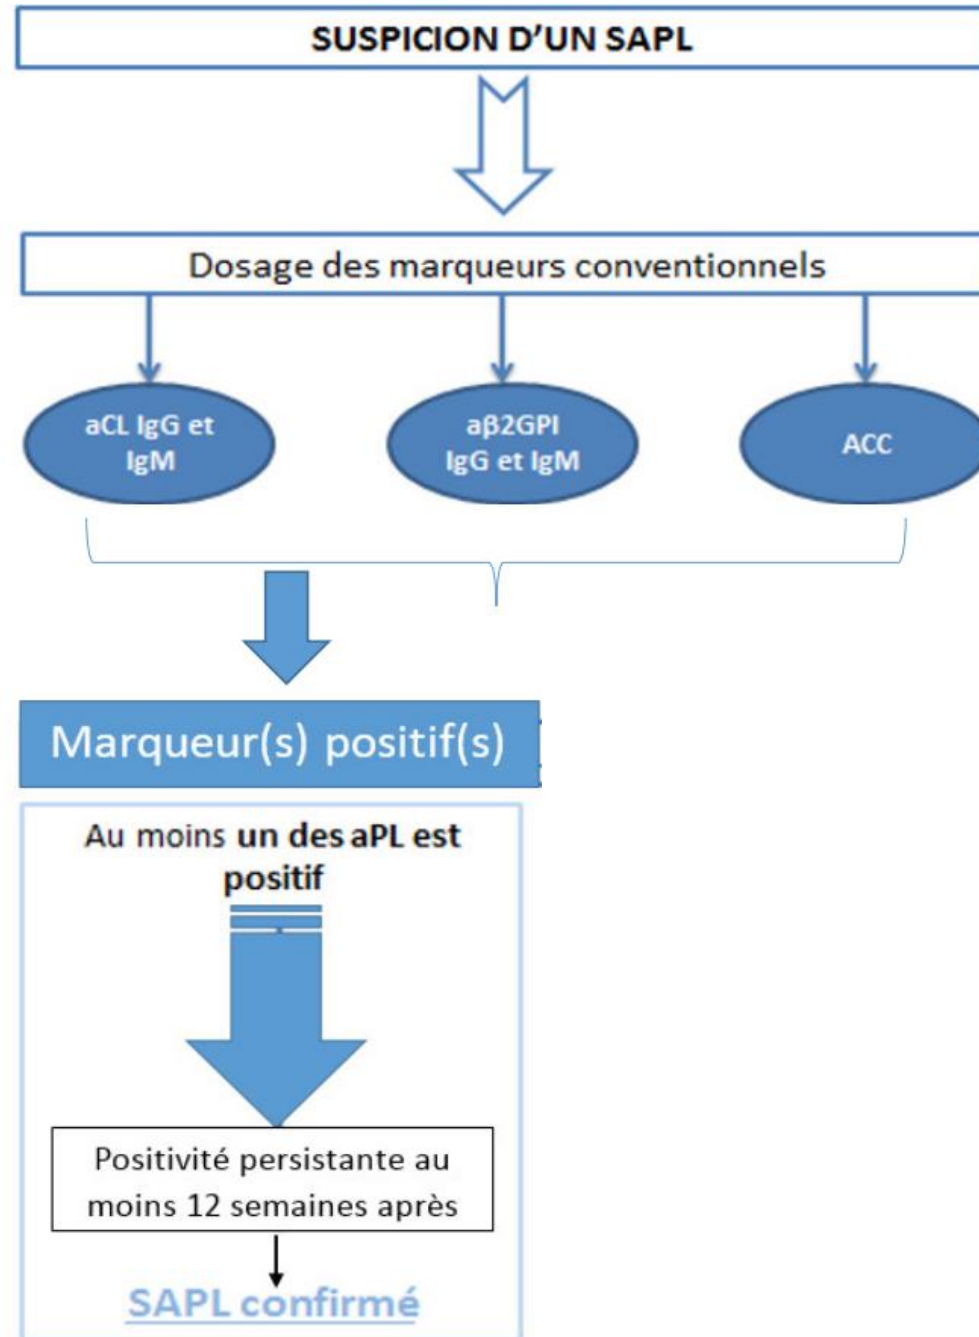 SUSPICION D'UN SAPL
Dosage des marqueurs conventionnels
aCL IgG et
IgM
aβ2GPI
IgG et IgM
ACC
Marqueur(s) positif(s)
Au moins un des aPL est
positif
Positivité persistante au
moins 12 semaines après
SAPL confirmé